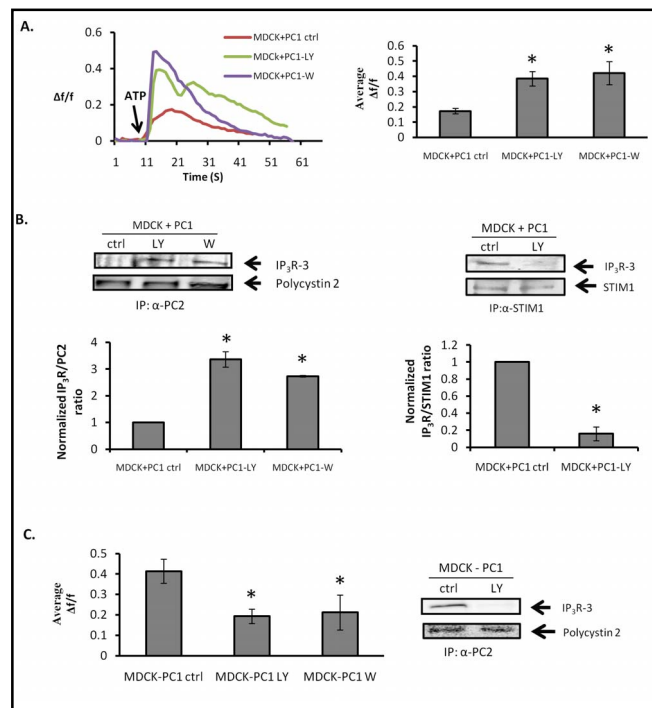 A.
MDCK+PC1 ctrl
MDCk+PC1-LY
MDCK+PC1-W
Δf/f
ATP
0.6
0.4
0.2
0
1 11 21 31 41 51 61
Time (S)
Average
Δf/f
0.5
0.4
0.3
0.2
0.1
0
* *
MDCK+PC1 ctrl MDCK+PC1-LY MDCK+PC1-W
B.
MDCK + PC1
ctrl LY W
IP3R-3
Polycystin 2
IP: α-PC2
MDCK + PC1
ctrl LY
IP3R-3
STIM1
IP:α-STIM1
Normalized IP3R/PC2
ratio
4
3
2
1
0
* *
MDCK+PC1 ctrl MDCK+PC1-LY MDCK+PC1-W
Normalized
IP3R/STIM1 ratio
1.2
1
0.8
0.6
0.4
0.2
0
*
MDCK+PC1 ctrl MDCK+PC1-LY
C.
Average
Δf/f
0.5
0.4
0.3
0.2
0.1
0
* *
MDCK-PC1 ctrl MDCK-PC1 LY MDCK-PC1 W
MDCK - PC1
ctrl LY
IP3R-3
Polycystin 2
IP: α-PC2